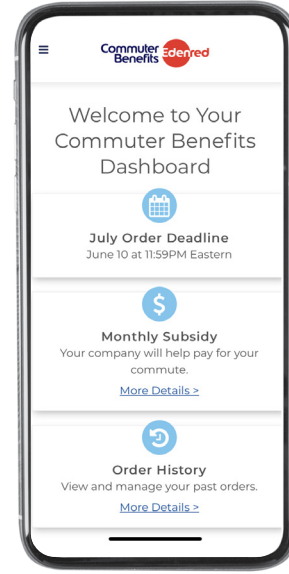 Commuter
Benefits Edenred
Welcome to Your
Commuter Benefits
Dashboard
July Order Deadline
June 10 at 11:59PM Eastern
$
Monthly Subsidy
Your company will help pay for your
commute.
More Details >
Order History
View and manage your past orders.
More Details >